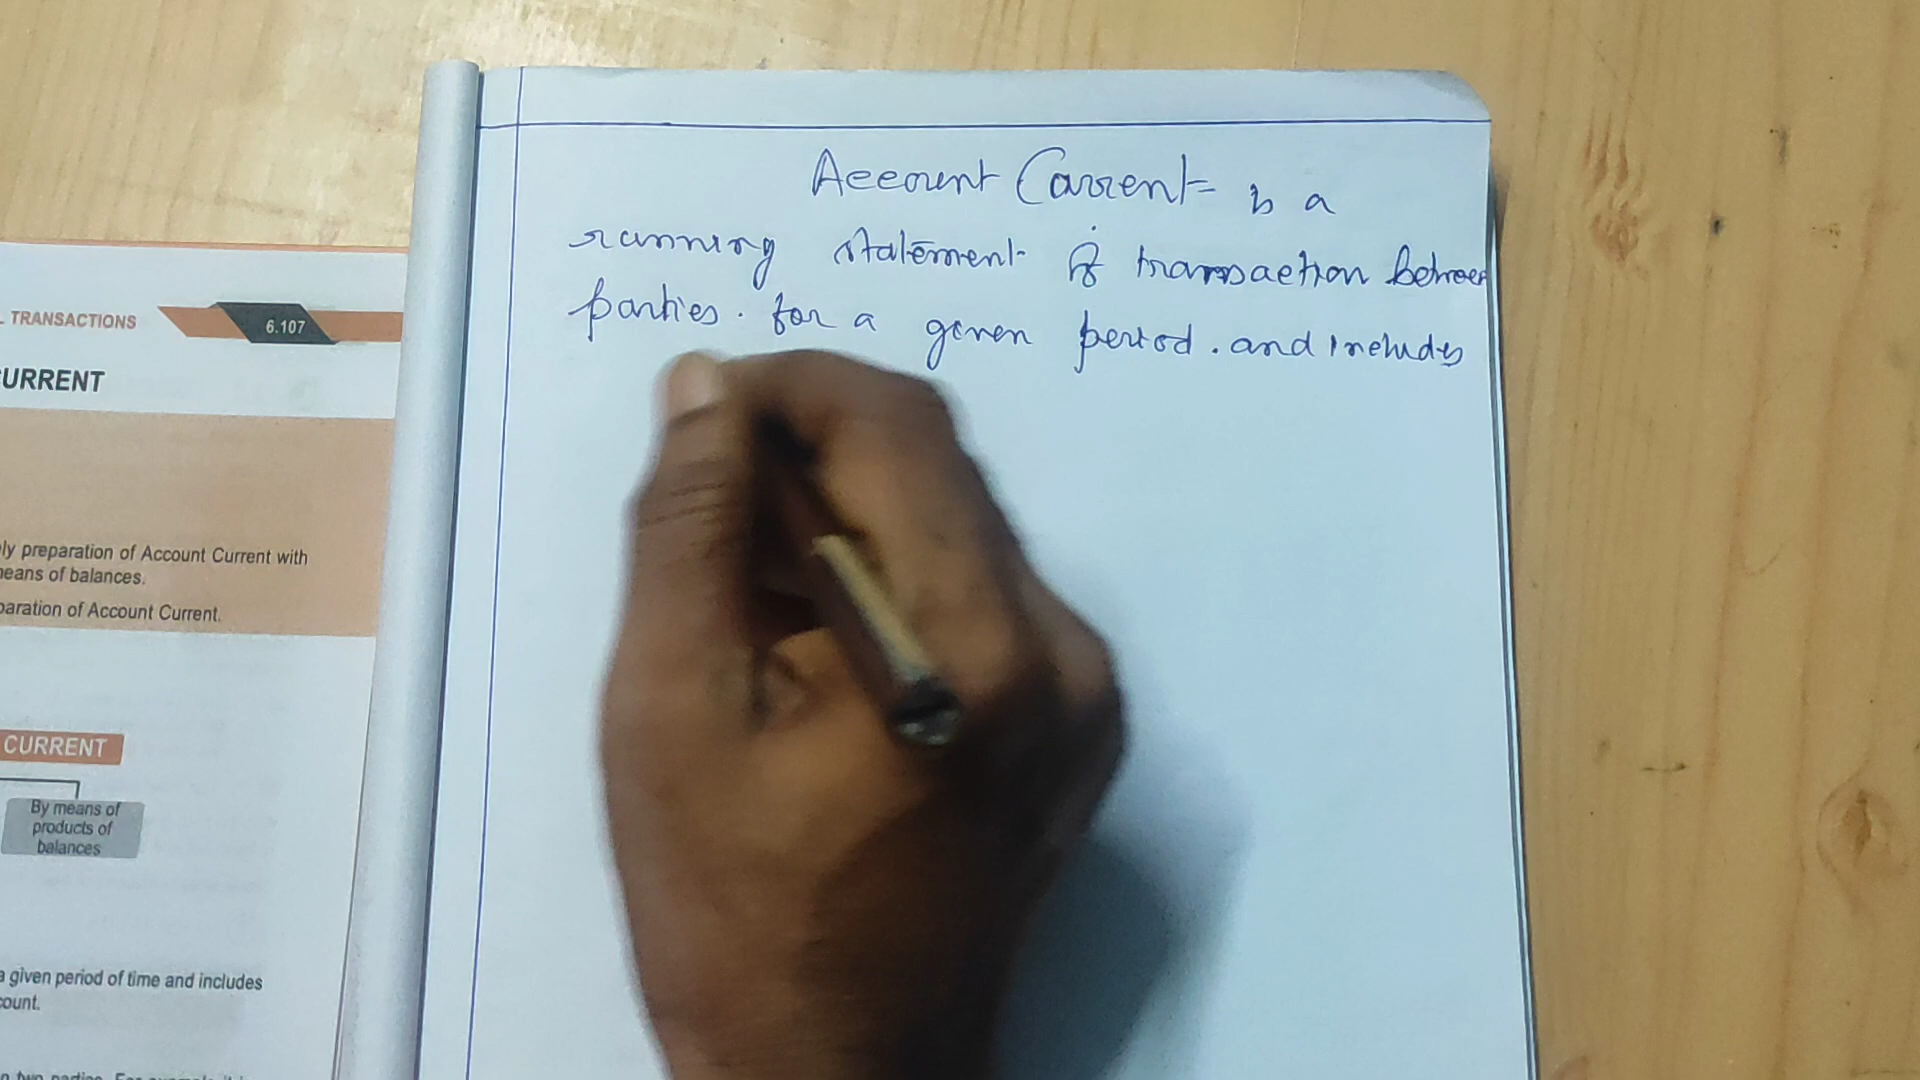 TRANSACTIONS
6.107
CURRENT
ly preparation of Account Current with
means of balances.
paration of Account Current.
CURRENT
By means of
products of
balances
a given period of time and includes
count.
Account Current is a
running statement of transaction between
parties. for a given period. and includes